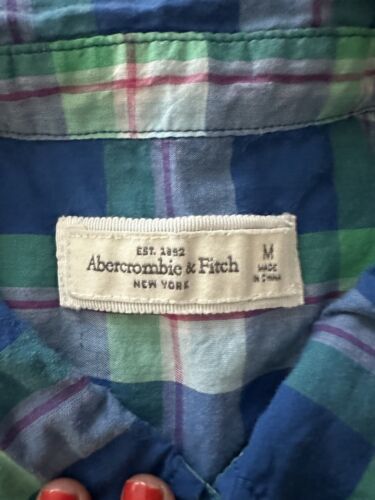 EST. 1892
Abercrombie & Fitch
NEW YORK
M
MADE
IN CHINA